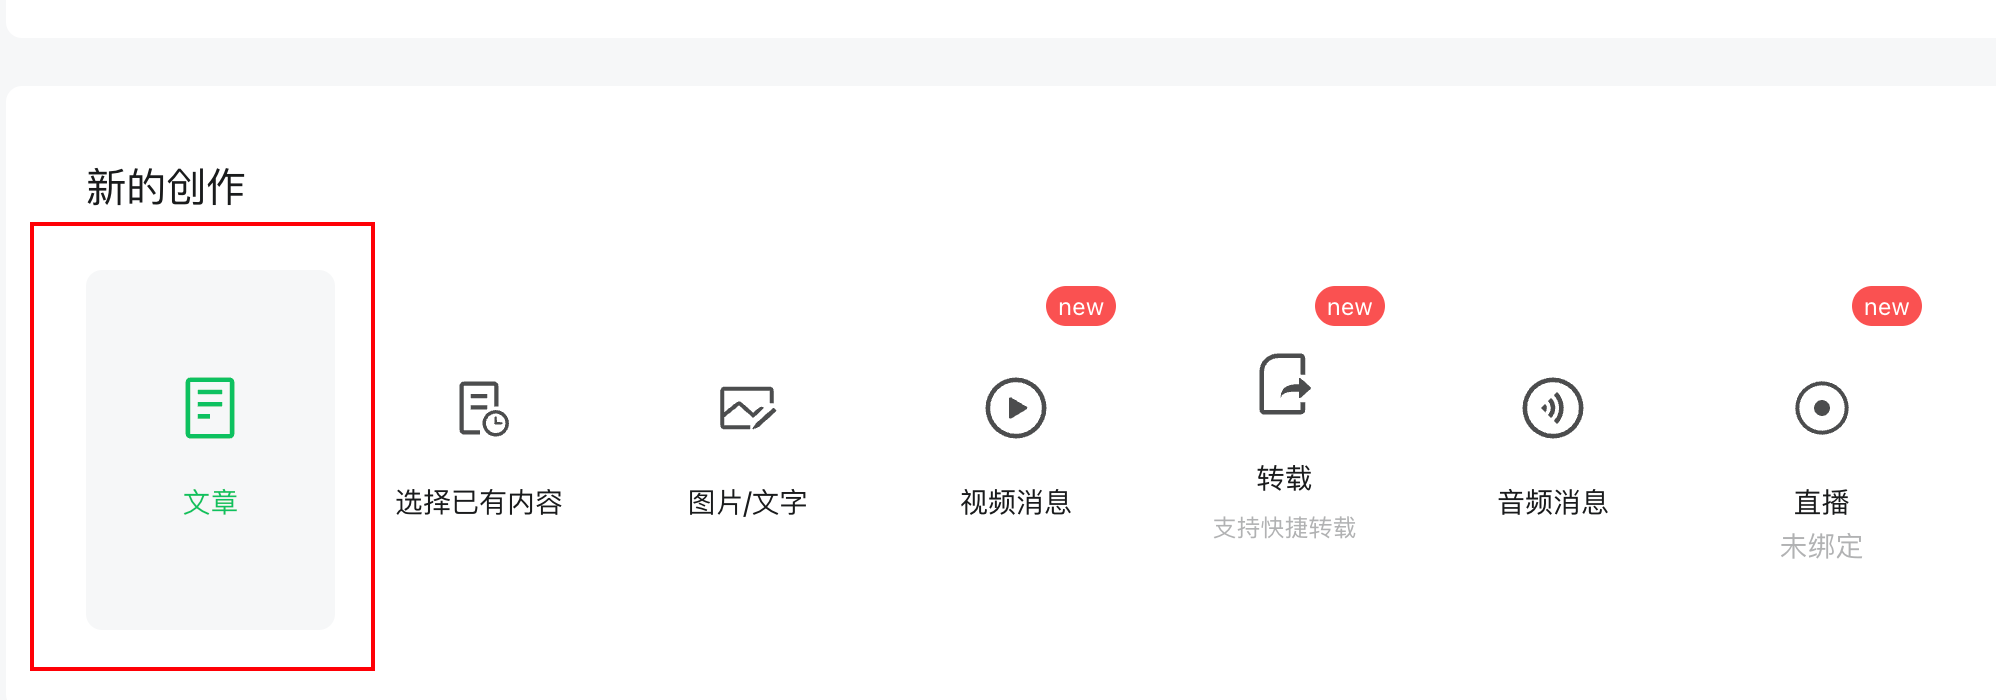 新的创作
new
new
new
文章
选择已有内容
图片/文字
视频消息
转载
支持快捷转载
音频消息
直播
未绑定